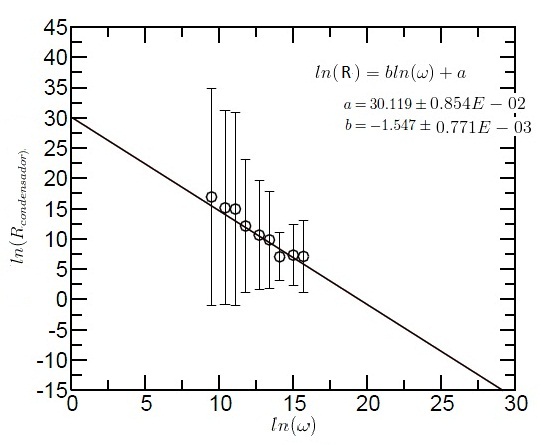 45
40
35
30
25
20
15
10
5
0
-5
-10
-15
ln(R_condensador)
ln(R) = bln(ω) + a
a = 30.119 ± 0.854E − 02
b = −1.547 ± 0.771E − 03
0 5 10 15 20 25 30
ln(ω)